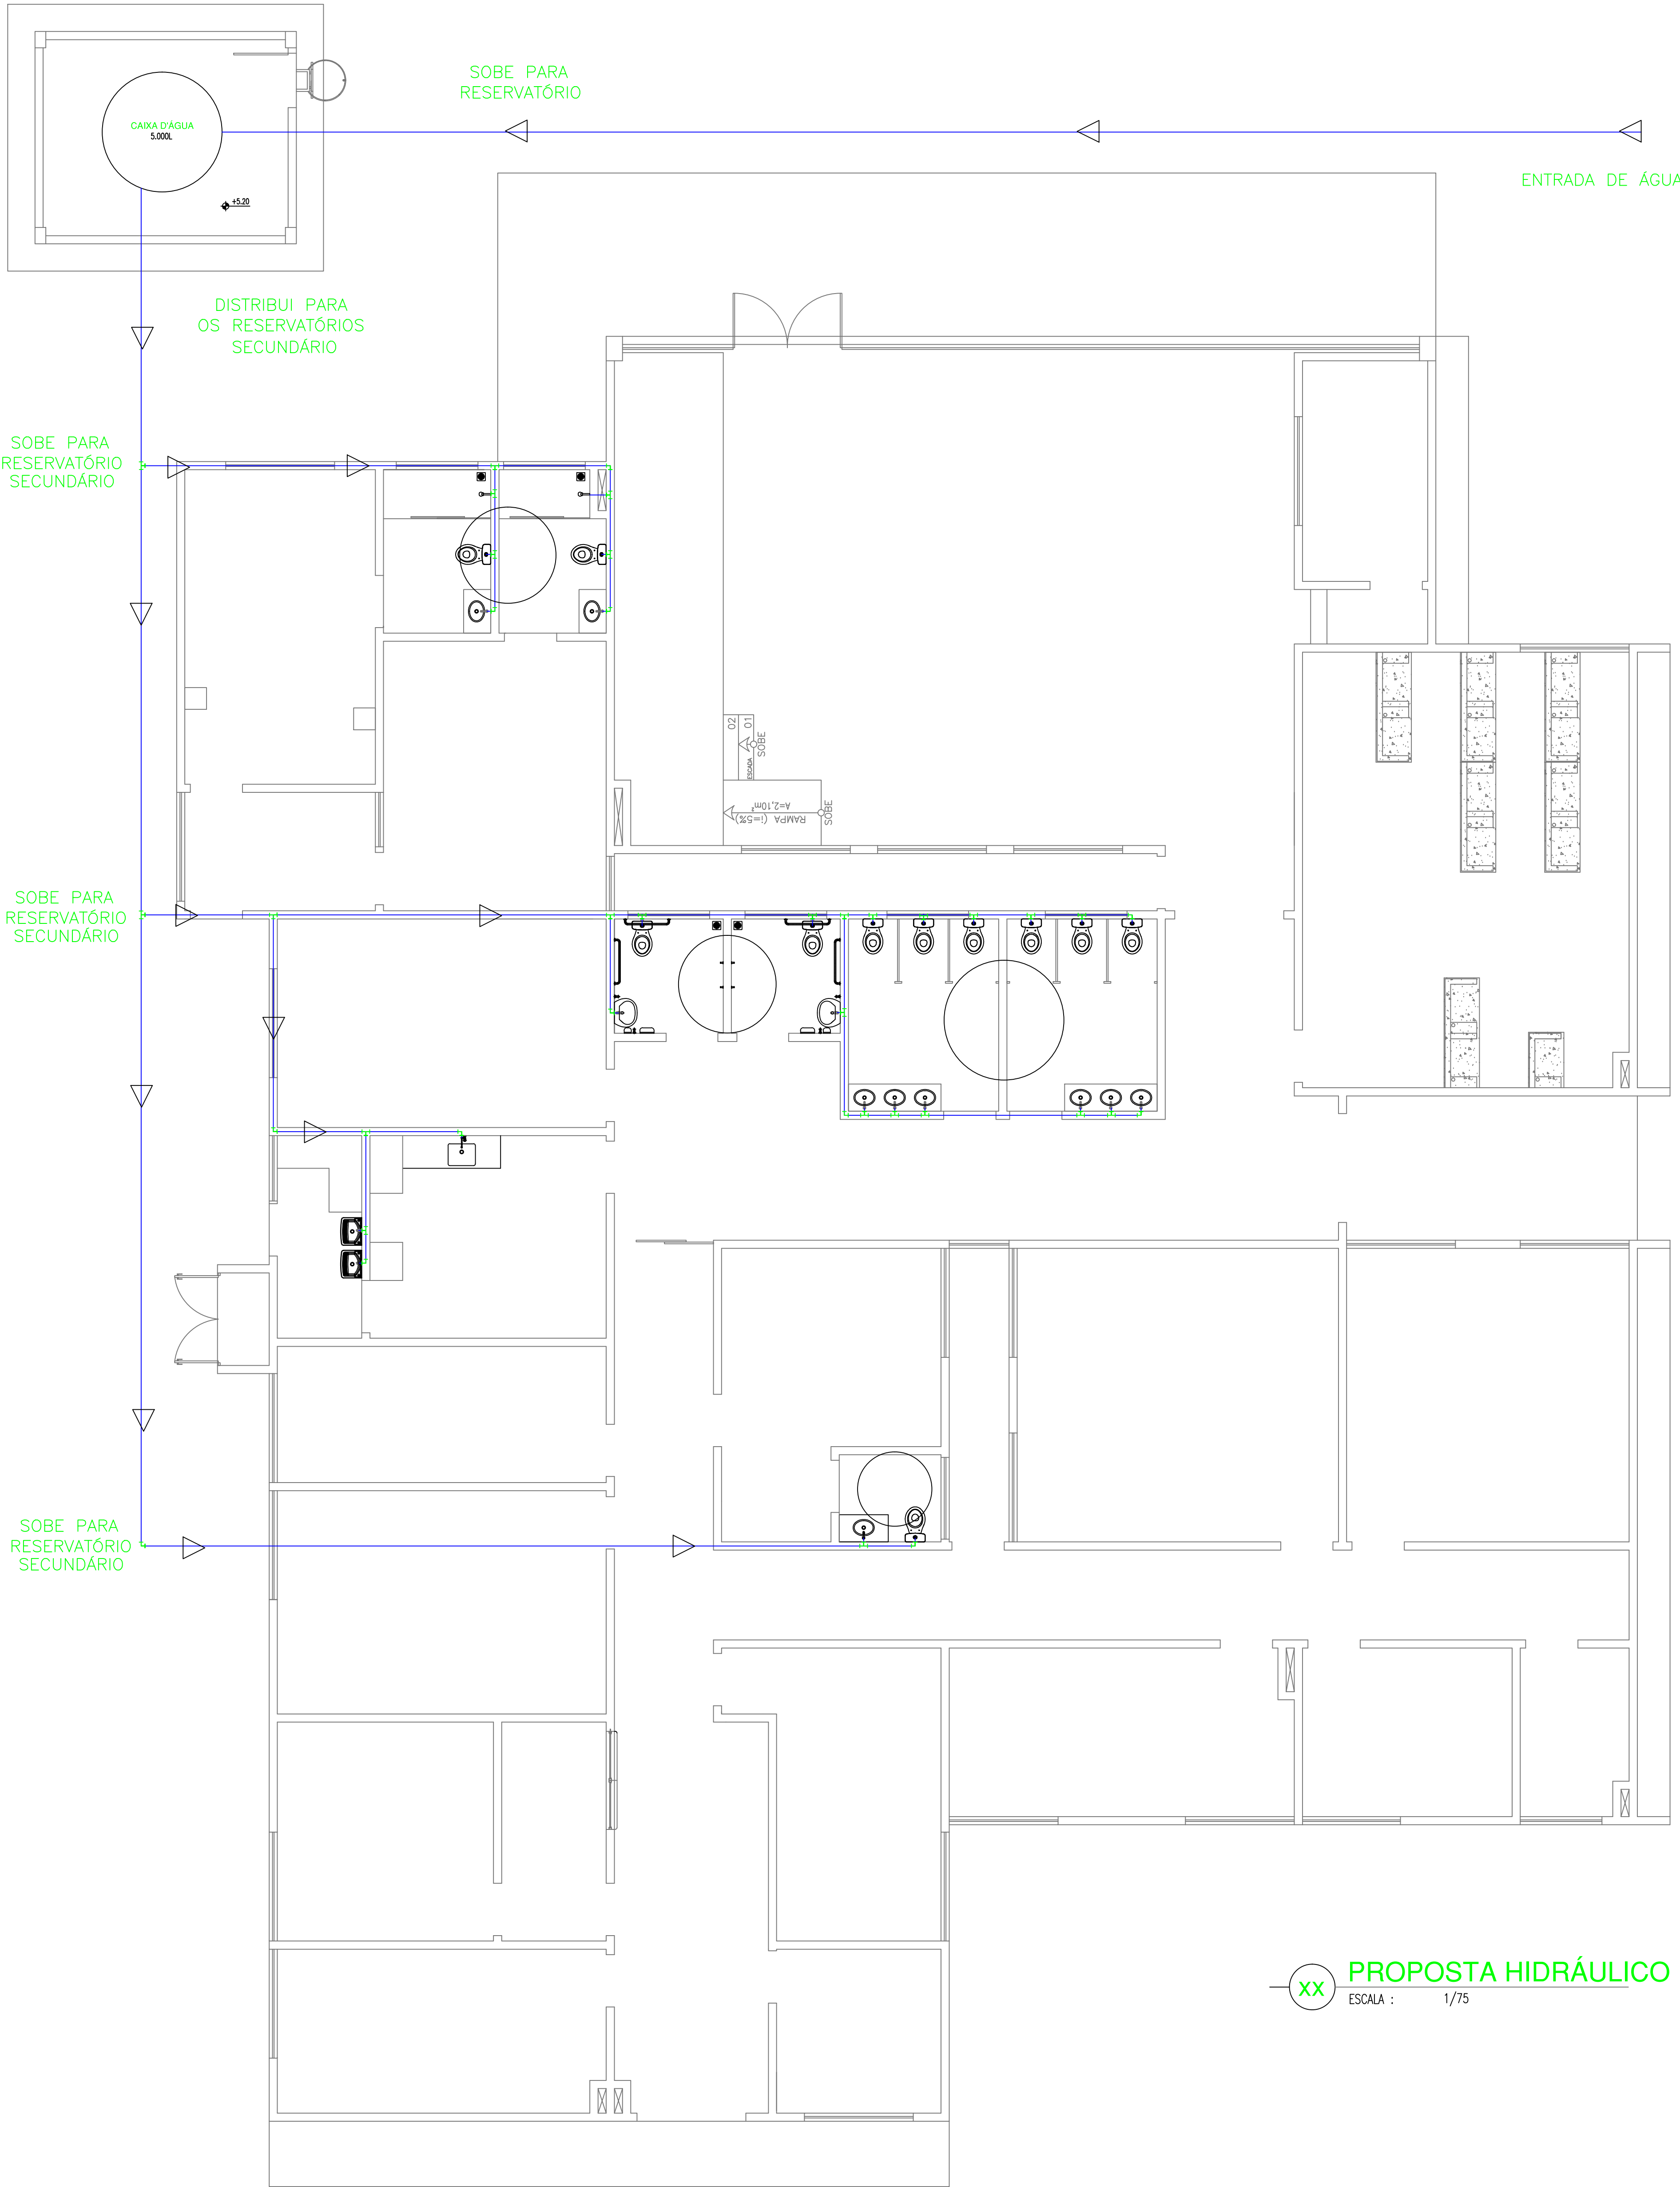 SOBE PARA
RESERVATÓRIO
CAIXA D'ÁGUA
5.000L
ENTRADA DE ÁGUA
+5.20
DISTRIBUI PARA
OS RESERVATÓRIOS
SECUNDÁRIO
SOBE PARA
RESERVATÓRIO
SECUNDÁRIO
02
01
ESCADA
SOBE
RAMPA (i=5%)
A=2,10m²
SOBE
SOBE PARA
RESERVATÓRIO
SECUNDÁRIO
SOBE PARA
RESERVATÓRIO
SECUNDÁRIO
XX
PROPOSTA HIDRÁULICO
ESCALA : 1/75